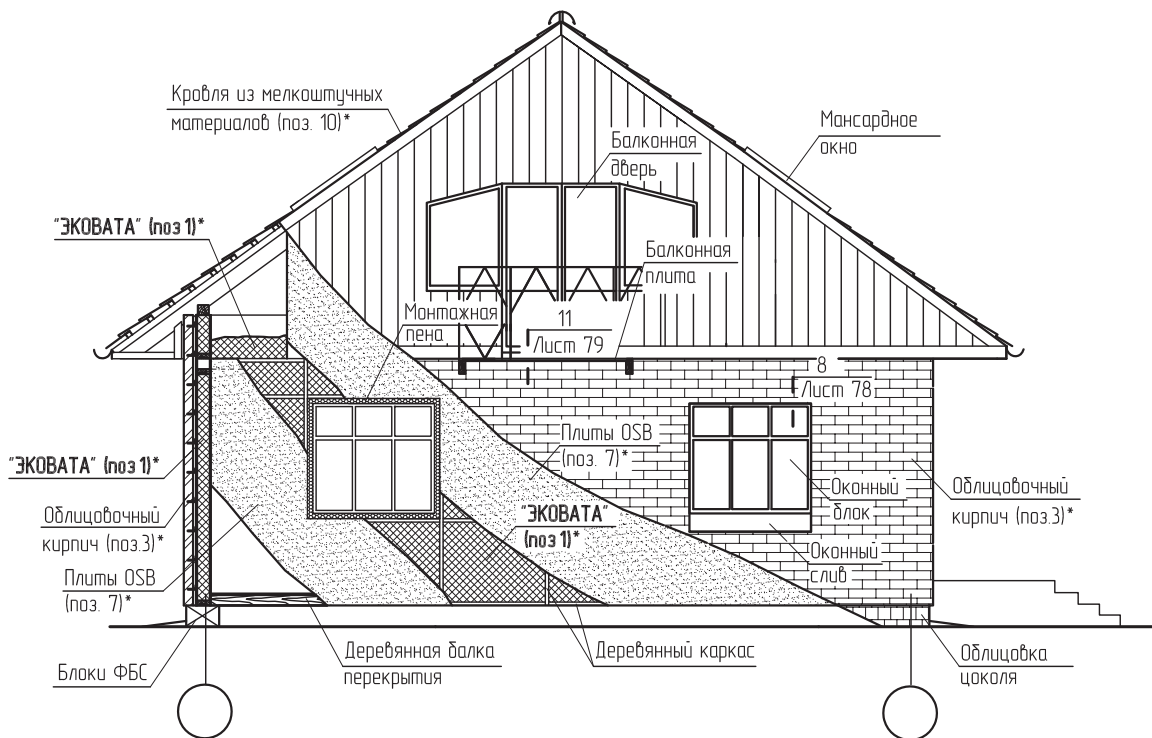 Кровля из мелкоштучных
материалов (поз. 10)*
Мансардное
окно
Балконная
дверь
"ЭКОВАТА" (поз 1)*
Балконная
плита
Монтажная
пена
11
Лист 79
8
Лист 78
"ЭКОВАТА" (поз 1)*
Плиты OSB
(поз. 7)*
Облицовочный
кирпич (поз.3)*
Оконный
блок
Облицовочный
кирпич (поз.3)*
"ЭКОВАТА"
(поз 1)*
Оконный
слив
Плиты OSB
(поз. 7)*
Блоки ФБС
Деревянная балка
перекрытия
Деревянный каркас
Облицовка
цоколя